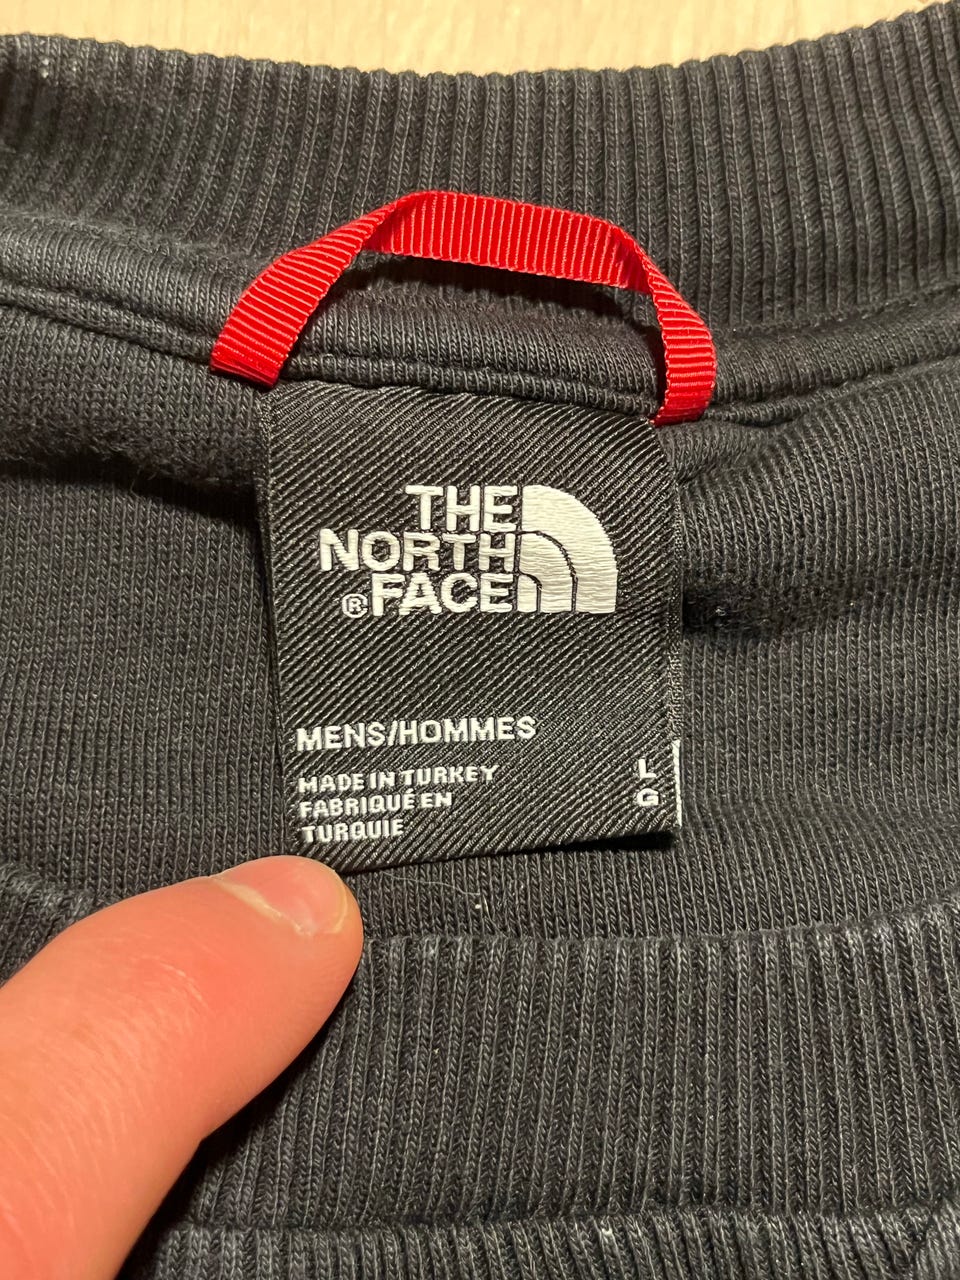 THE
NORTH
® FACE
MENS/HOMMES
MADE IN TURKEY
FABRIQUÉ EN
TURQUIE
L
G